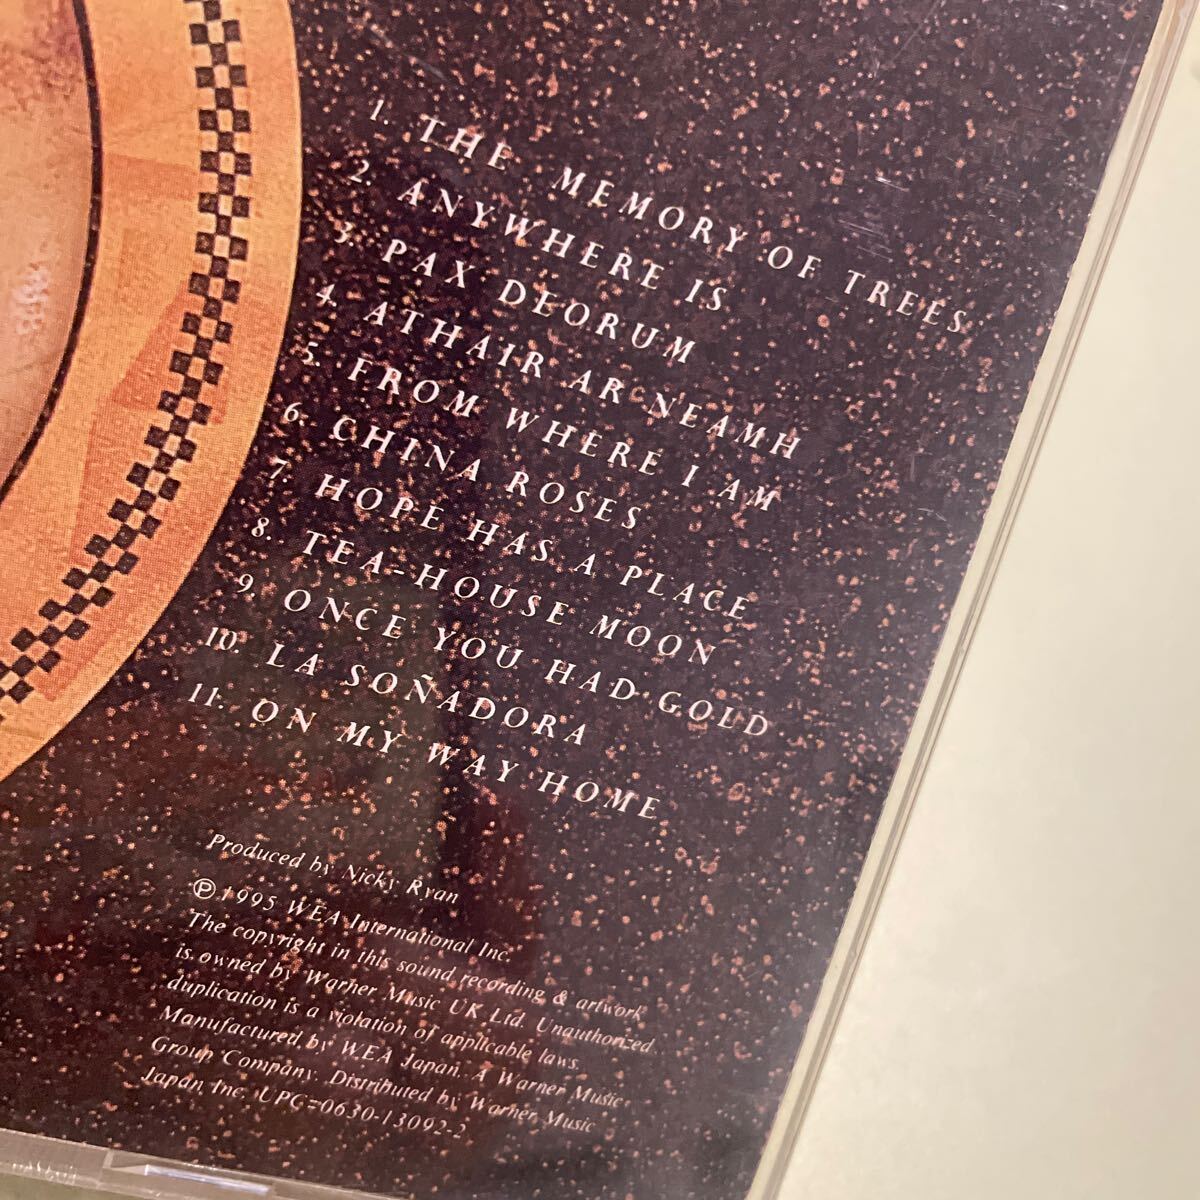 1. THE MEMORY OF TREES
2. ANYWHERE IS
3. PAX DEORUM
4. ATHAIR AR NEAMH
5. FROM WHERE I AM
6. CHINA ROSES
7. HOPE HAS A PLACE
8. TEA-HOUSE MOON
9. ONCE YOU HAD GOLD
10. LA SOÑADORA
11. ON MY WAY HOME
Produced by Nicky Ryan
℗ 1995 WEA International Inc.
The copyright in this sound recording & artwork
is owned by Warner Music UK Ltd. Unauthorized
duplication is a violation of applicable laws.
Manufactured by WEA Japan. A Warner Music
Group Company. Distributed by Warner Music
Japan Inc. UPC=0630-13092-2